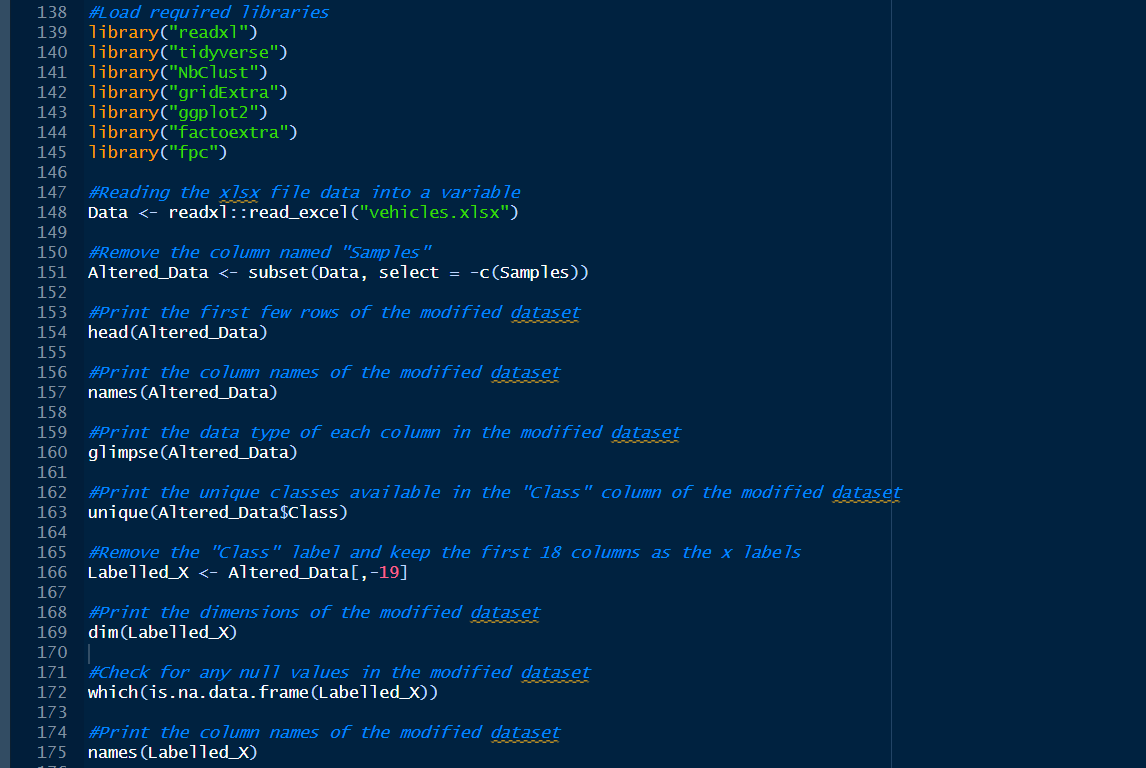 138 #Load required libraries
139 library("readxl")
140 library("tidyverse")
141 library("NbClust")
142 library("gridExtra")
143 library("ggplot2")
144 library("factoextra")
145 library("fpc")
146
147 #Reading the xlsx file data into a variable
148 Data <- readxl::read_excel("vehicles.xlsx")
149
150 #Remove the column named "Samples"
151 Altered_Data <- subset(Data, select = -c(Samples))
152
153 #Print the first few rows of the modified dataset
154 head(Altered_Data)
155
156 #Print the column names of the modified dataset
157 names(Altered_Data)
158
159 #Print the data type of each column in the modified dataset
160 glimpse(Altered_Data)
161
162 #Print the unique classes available in the "Class" column of the modified dataset
163 unique(Altered_Data$Class)
164
165 #Remove the "Class" label and keep the first 18 columns as the x labels
166 Labelled_X <- Altered_Data[,-19]
167
168 #Print the dimensions of the modified dataset
169 dim(Labelled_X)
170
171 #Check for any null values in the modified dataset
172 which(is.na.data.frame(Labelled_X))
173
174 #Print the column names of the modified dataset
175 names(Labelled_X)